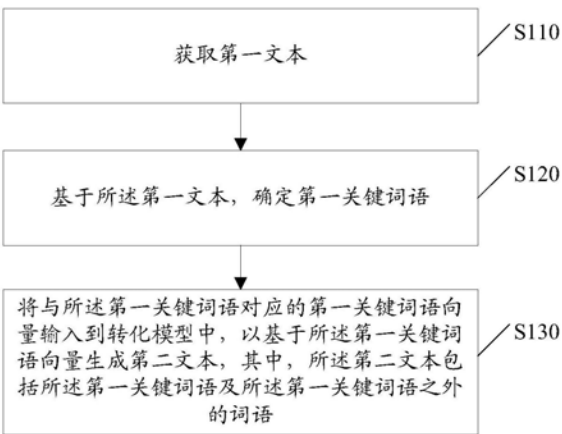 获取第一文本
S110
基于所述第一文本，确定第一关键词语
S120
将与所述第一关键词语对应的第一关键词语向
量输入到转化模型中，以基于所述第一关键词
语向量生成第二文本，其中，所述第二文本包
括所述第一关键词语及所述第一关键词语之外
的词语
S130